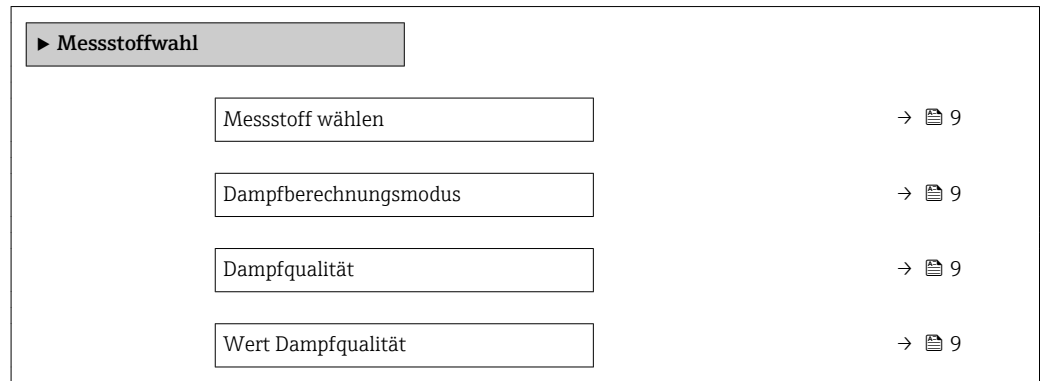 ▶ Messstoffwahl
Messstoff wählen → 9
Dampfberechnungsmodus → 9
Dampfqualität → 9
Wert Dampfqualität → 9